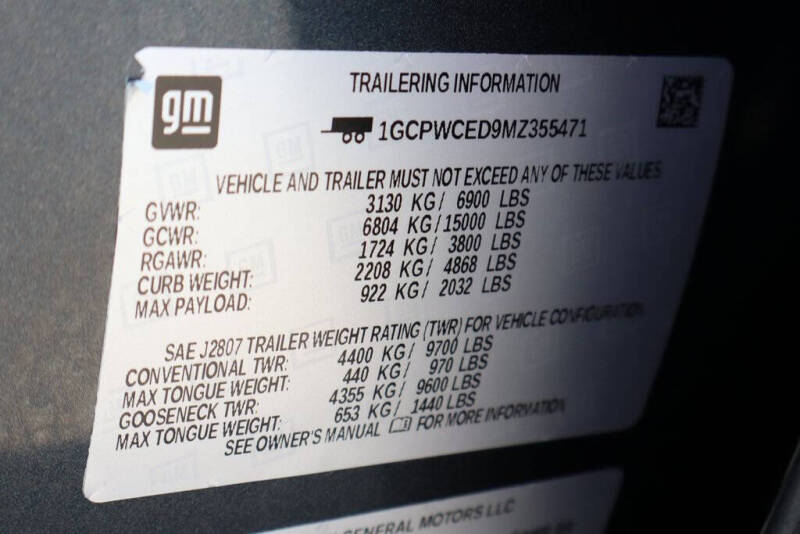 gm
TRAILERING INFORMATION
1GCPWCED9MZ355471
VEHICLE AND TRAILER MUST NOT EXCEED ANY OF THESE VALUES
GVWR: 3130 KG/ 6900 LBS
GCWR: 6804 KG/15000 LBS
RGAWR: 1724 KG/ 3800 LBS
CURB WEIGHT: 2208 KG/ 4868 LBS
MAX PAYLOAD: 922 KG/ 2032 LBS
SAE J2807 TRAILER WEIGHT RATING (TWR) FOR VEHICLE CONFIGURATION
CONVENTIONAL TWR: 4400 KG/ 9700 LBS
MAX TONGUE WEIGHT: 440 KG/ 970 LBS
GOOSENECK TWR: 4355 KG/ 9600 LBS
MAX TONGUE WEIGHT: 653 KG/ 1440 LBS
SEE OWNER'S MANUAL FOR MORE INFORMATION
GENERAL MOTORS LLC